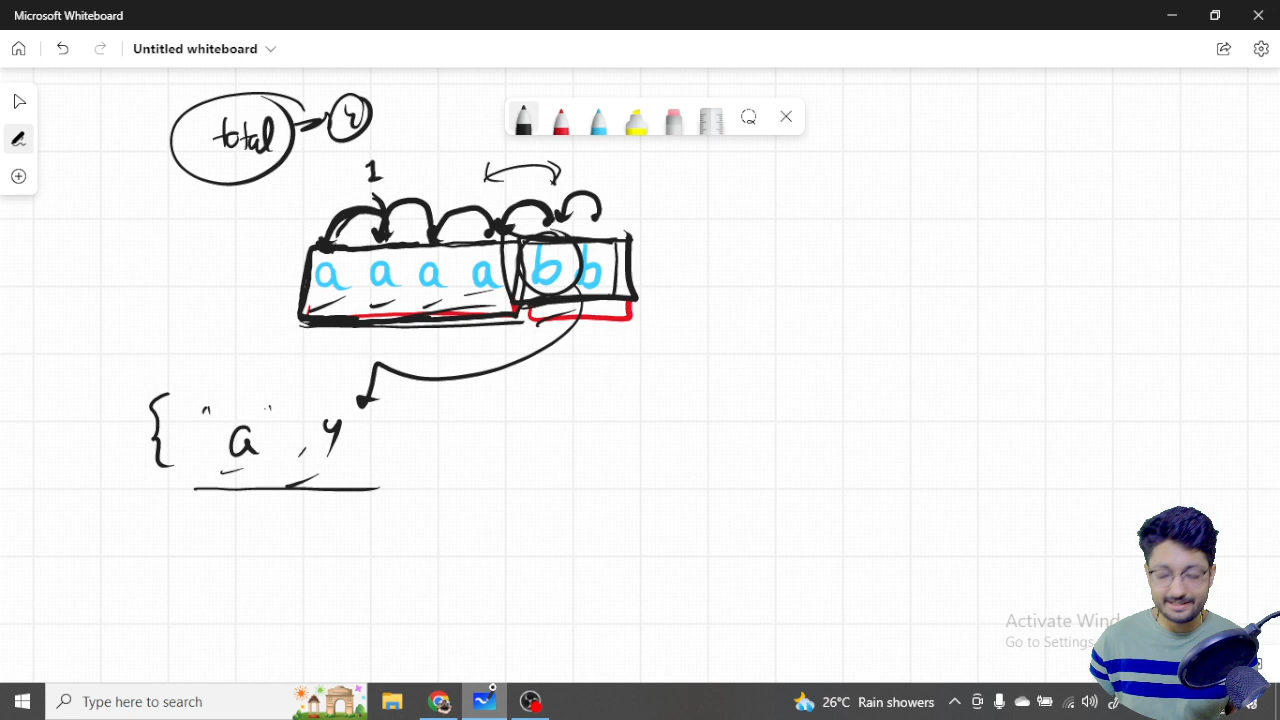 Microsoft Whiteboard
Untitled whiteboard
total
1
a a a a b b
{ "a" , 4
Activate Wind
Go to Settings
Type here to search
26°C Rain showers